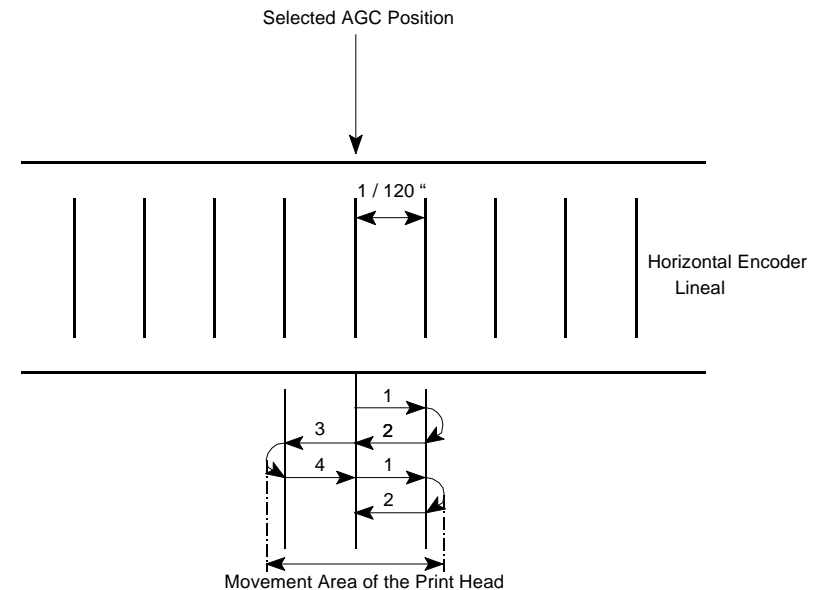 Selected AGC Position
1 / 120 “
Horizontal Encoder
Lineal
1
3
2
4
1
2
Movement Area of the Print Head